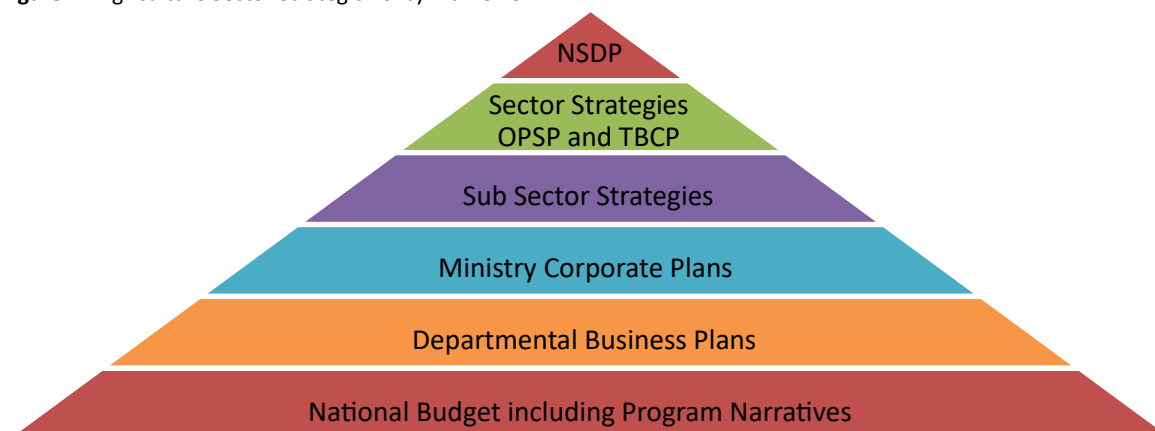 NSDP
Sector Strategies
OPSP and TBCP
Sub Sector Strategies
Ministry Corporate Plans
Departmental Business Plans
National Budget including Program Narratives